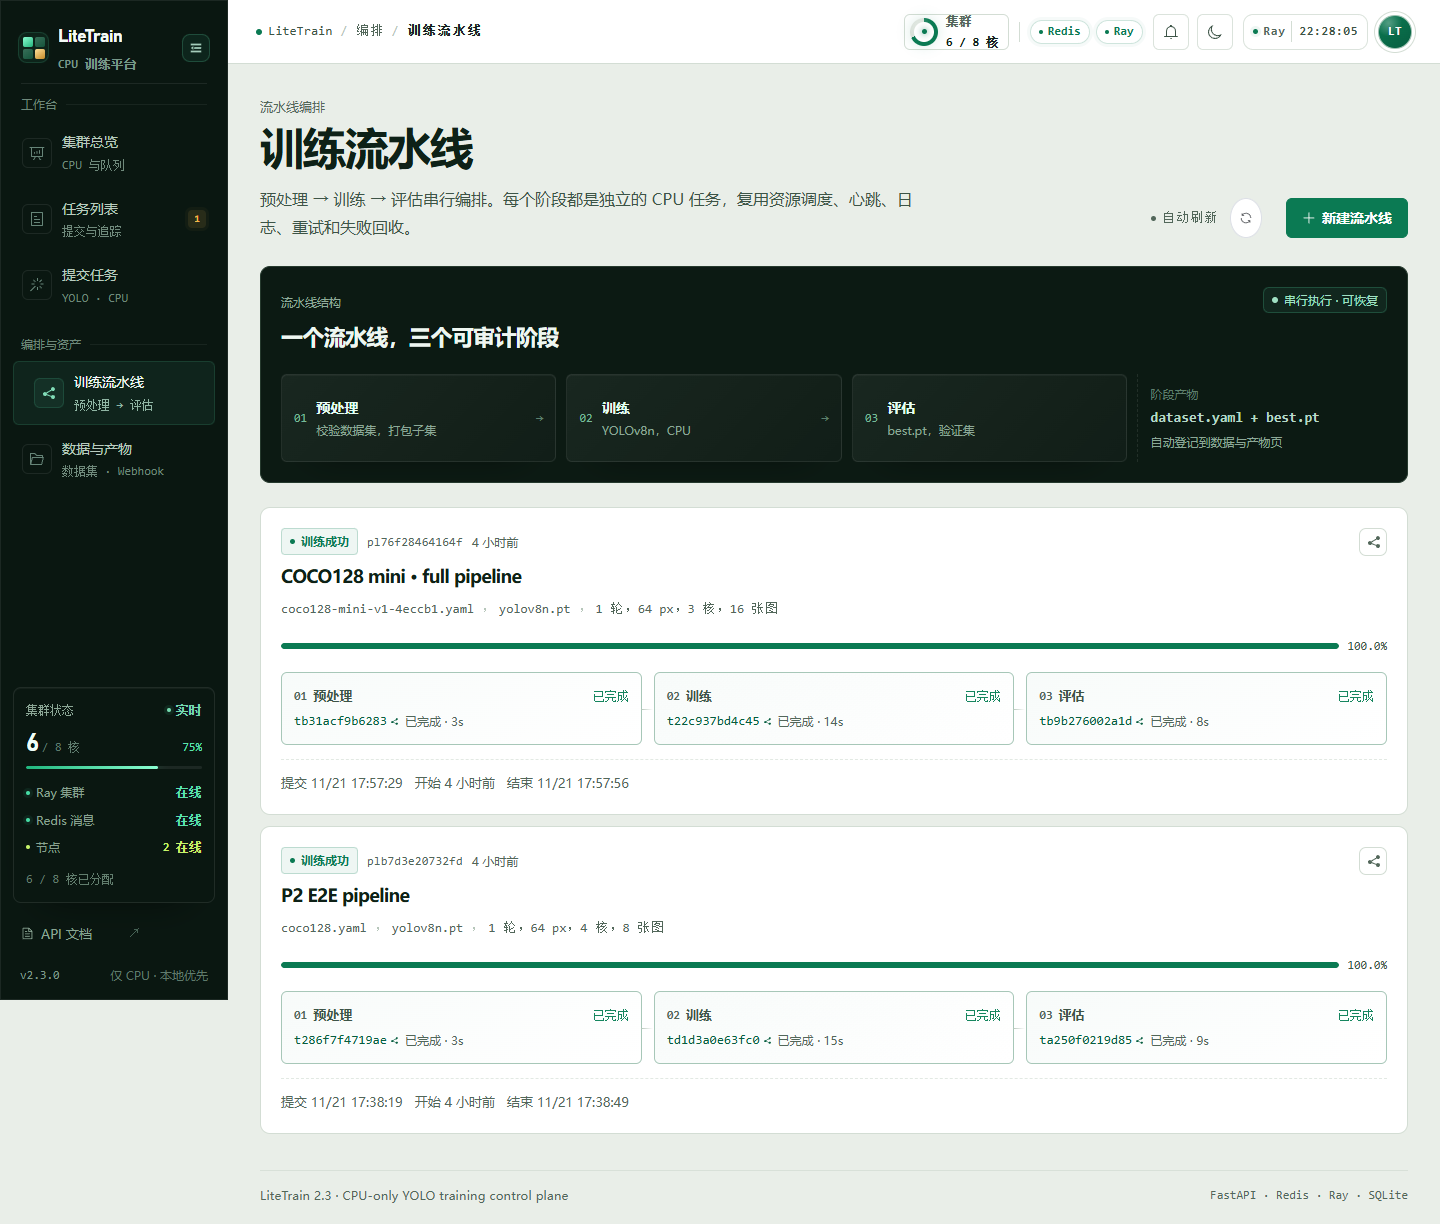 LiteTrain
CPU 训练平台
工作台
集群总览
CPU 与队列
任务列表
提交与追踪
1
提交任务
YOLO · CPU
编排与资产
训练流水线
预处理 → 评估
数据与产物
数据集 · Webhook
集群状态
实时
6 / 8 核
75%
Ray 集群
在线
Redis 消息
在线
节点
2 在线
6 / 8 核已分配
API 文档
v2.3.0
仅 CPU · 本地优先
LiteTrain / 编排 / 训练流水线
集群
6 / 8 核
Redis
Ray
Ray 22:28:05
LT
流水线编排
训练流水线
预处理 → 训练 → 评估串行编排。每个阶段都是独立的 CPU 任务，复用资源调度、心跳、日
志、重试和失败回收。
自动刷新
新建流水线
流水线结构
串行执行 · 可恢复
一个流水线，三个可审计阶段
01 预处理 →
校验数据集，打包子集
02 训练 →
YOLOv8n，CPU
03 评估
best.pt，验证集
阶段产物
dataset.yaml + best.pt
自动登记到数据与产物页
训练成功 pl76f28464164f 4 小时前
COCO128 mini • full pipeline
coco128-mini-v1-4eccb1.yaml · yolov8n.pt · 1 轮，64 px，3 核，16 张图
100.0%
01 预处理 已完成
tb31acf9b6283 已完成 · 3s
02 训练 已完成
t22c937bd4c45 已完成 · 14s
03 评估 已完成
tb9b276002a1d 已完成 · 8s
提交 11/21 17:57:29 开始 4 小时前 结束 11/21 17:57:56
训练成功 plb7d3e20732fd 4 小时前
P2 E2E pipeline
coco128.yaml · yolov8n.pt · 1 轮，64 px，4 核，8 张图
100.0%
01 预处理 已完成
t286f7f4719ae 已完成 · 3s
02 训练 已完成
td1d3a0e63fc0 已完成 · 15s
03 评估 已完成
ta250f0219d85 已完成 · 9s
提交 11/21 17:38:19 开始 4 小时前 结束 11/21 17:38:49
LiteTrain 2.3 · CPU-only YOLO training control plane
FastAPI · Redis · Ray · SQLite